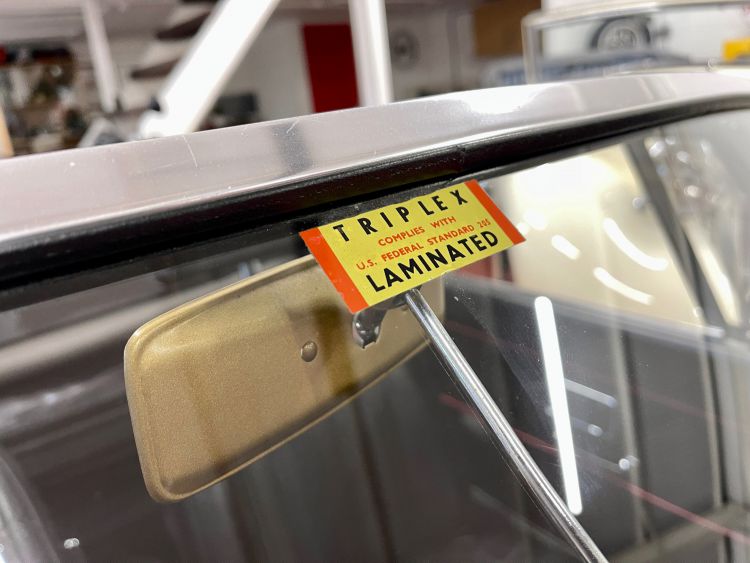 TRIPLEX
COMPLIES WITH
U.S. FEDERAL STANDARD 205
LAMINATED